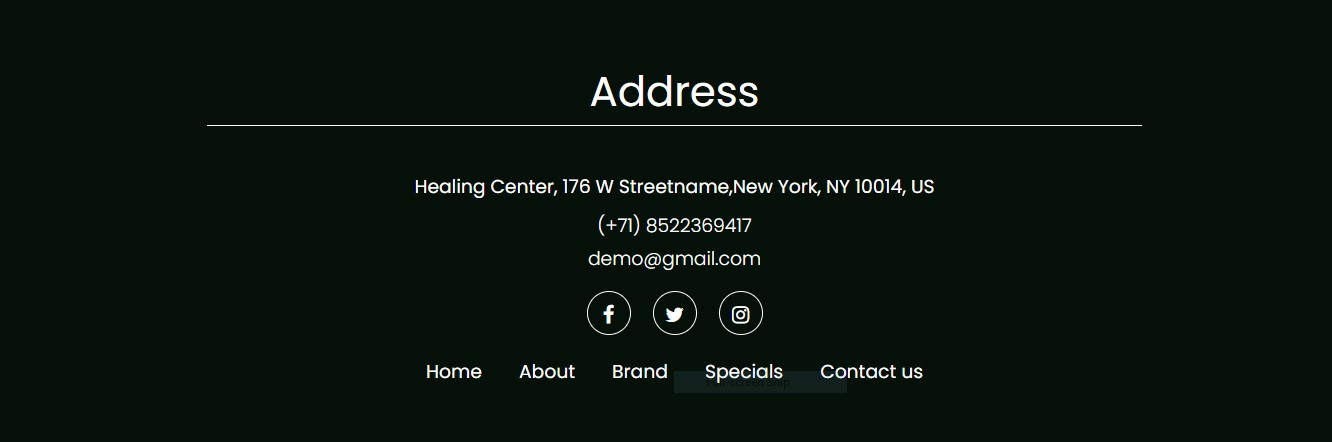 Address
Healing Center, 176 W Streetname,New York, NY 10014, US
(+71) 8522369417
demo@gmail.com
Home About Brand Specials Contact us